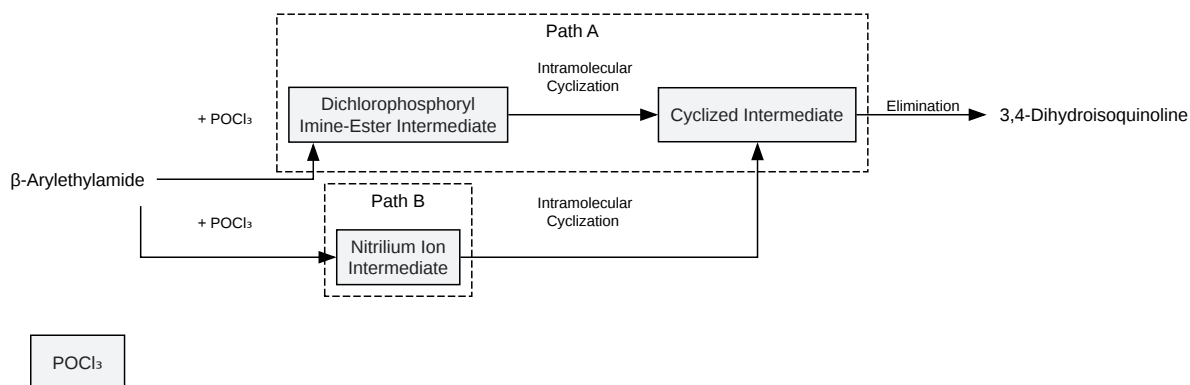 Path A
Intramolecular
Cyclization
+ POCl₃
Dichlorophosphoryl
Imine-Ester Intermediate
Cyclized Intermediate
Elimination
3,4-Dihydroisoquinoline
β-Arylethylamide
Path B
+ POCl₃
Intramolecular
Cyclization
Nitrilium Ion
Intermediate
POCl₃